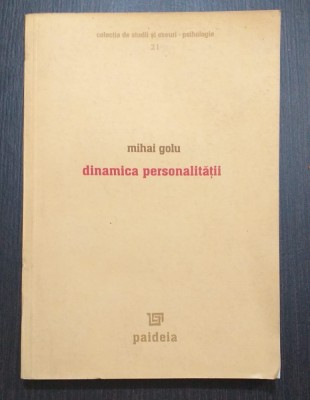 colecția de studii și eseuri - psihologie
21
mihai golu
dinamica personalității
paideia